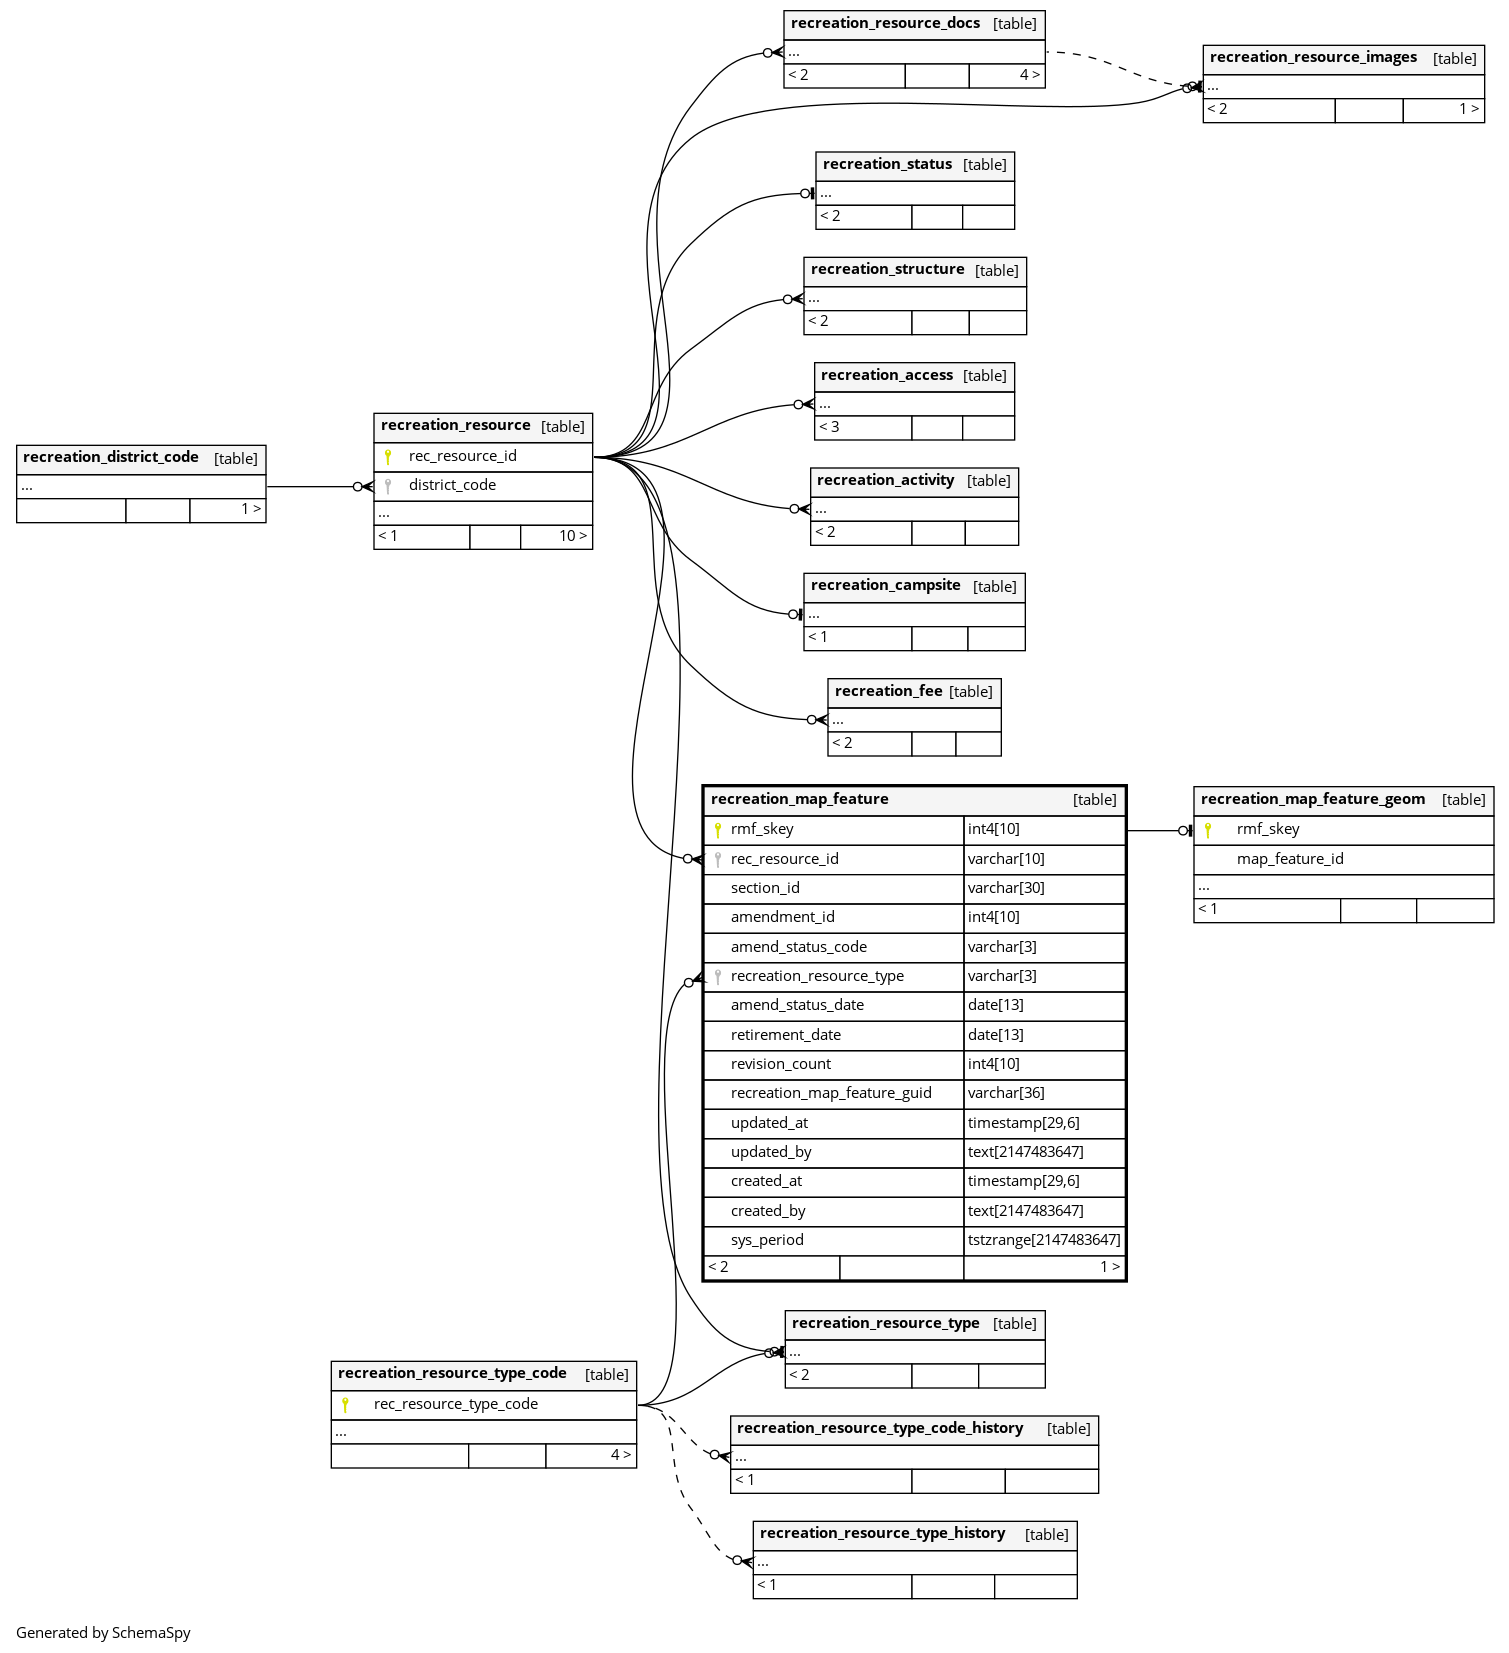 recreation_resource_docs [table]
...
< 2 4 >
recreation_resource_images [table]
...
< 2 1 >
recreation_status [table]
...
< 2
recreation_structure [table]
...
< 2
recreation_access [table]
...
< 3
recreation_resource [table]
rec_resource_id
district_code
...
< 1 10 >
recreation_district_code [table]
...
1 >
recreation_activity [table]
...
< 2
recreation_campsite [table]
...
< 1
recreation_fee [table]
...
< 2
recreation_map_feature [table]
rmf_skey int4[10]
rec_resource_id varchar[10]
section_id varchar[30]
amendment_id int4[10]
amend_status_code varchar[3]
recreation_resource_type varchar[3]
amend_status_date date[13]
retirement_date date[13]
revision_count int4[10]
recreation_map_feature_guid varchar[36]
updated_at timestamp[29,6]
updated_by text[2147483647]
created_at timestamp[29,6]
created_by text[2147483647]
sys_period tstzrange[2147483647]
< 2 1 >
recreation_map_feature_geom [table]
rmf_skey
map_feature_id
...
< 1
recreation_resource_type [table]
...
< 2
recreation_resource_type_code [table]
rec_resource_type_code
...
4 >
recreation_resource_type_code_history [table]
...
< 1
recreation_resource_type_history [table]
...
< 1
Generated by SchemaSpy